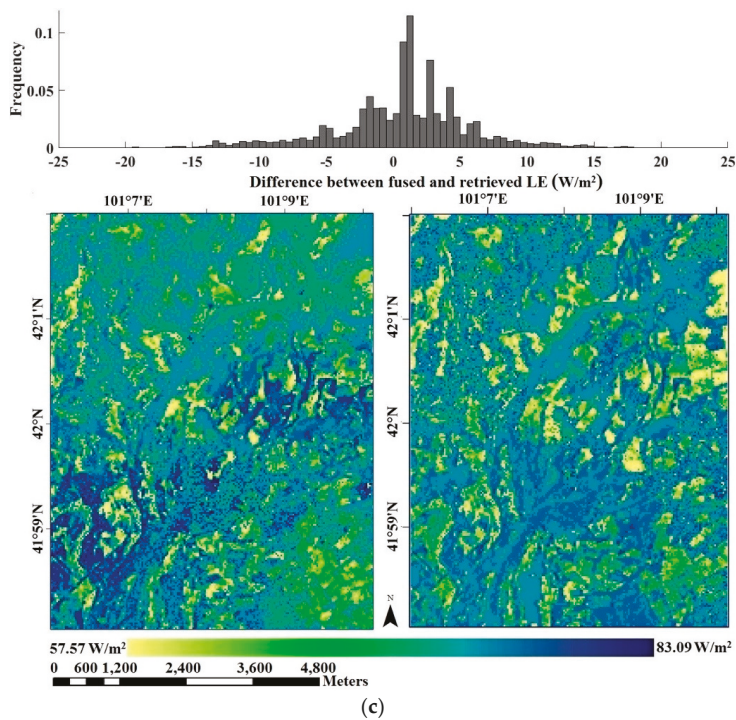 0.1
0.05
0
Frequency
-25 -20 -15 -10 -5 0 5 10 15 20 25
Difference between fused and retrieved LE (W/m²)
101°7'E 101°9'E 101°7'E 101°9'E
42°1'N 42°1'N
42°N 42°N
41°59'N 41°59'N
N
57.57 W/m² 83.09 W/m²
0 600 1,200 2,400 3,600 4,800
Meters
(c)